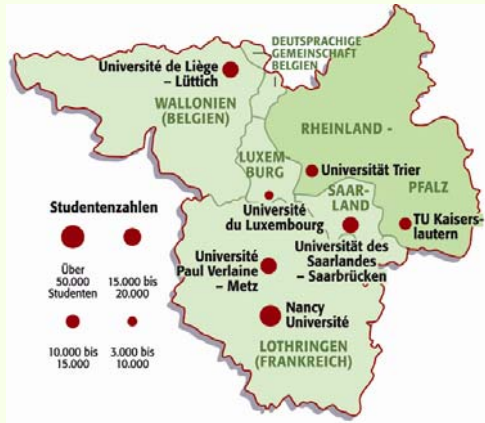 DEUTSPRACHIGE
GEMEINSCHAFT
BELGIEN
Université de Liège
– Lüttich
WALLONIEN
(BELGIEN)
RHEINLAND -
PFALZ
LUXEM-
BURG
Universität Trier
SAAR-
LAND
TU Kaisers-
lautern
Université
du Luxembourg
Universität des
Saarlandes
– Saarbrücken
Université
Paul Verlaine
– Metz
Nancy
Université
LOTHRINGEN
(FRANKREICH)
Studentenzahlen
Über
50.000
Studenten
15.000 bis
20.000
10.000 bis
15.000
3.000 bis
10.000